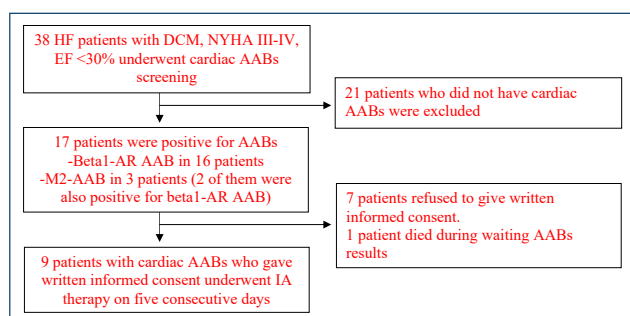 38 HF patients with DCM, NYHA III-IV,
EF <30% underwent cardiac AABs
screening
21 patients who did not have cardiac
AABs were excluded
17 patients were positive for AABs
-Beta1-AR AAB in 16 patients
-M2-AAB in 3 patients (2 of them were
also positive for beta1-AR AAB)
7 patients refused to give written
informed consent.
1 patient died during waiting AABs
results
9 patients with cardiac AABs who gave
written informed consent underwent IA
therapy on five consecutive days